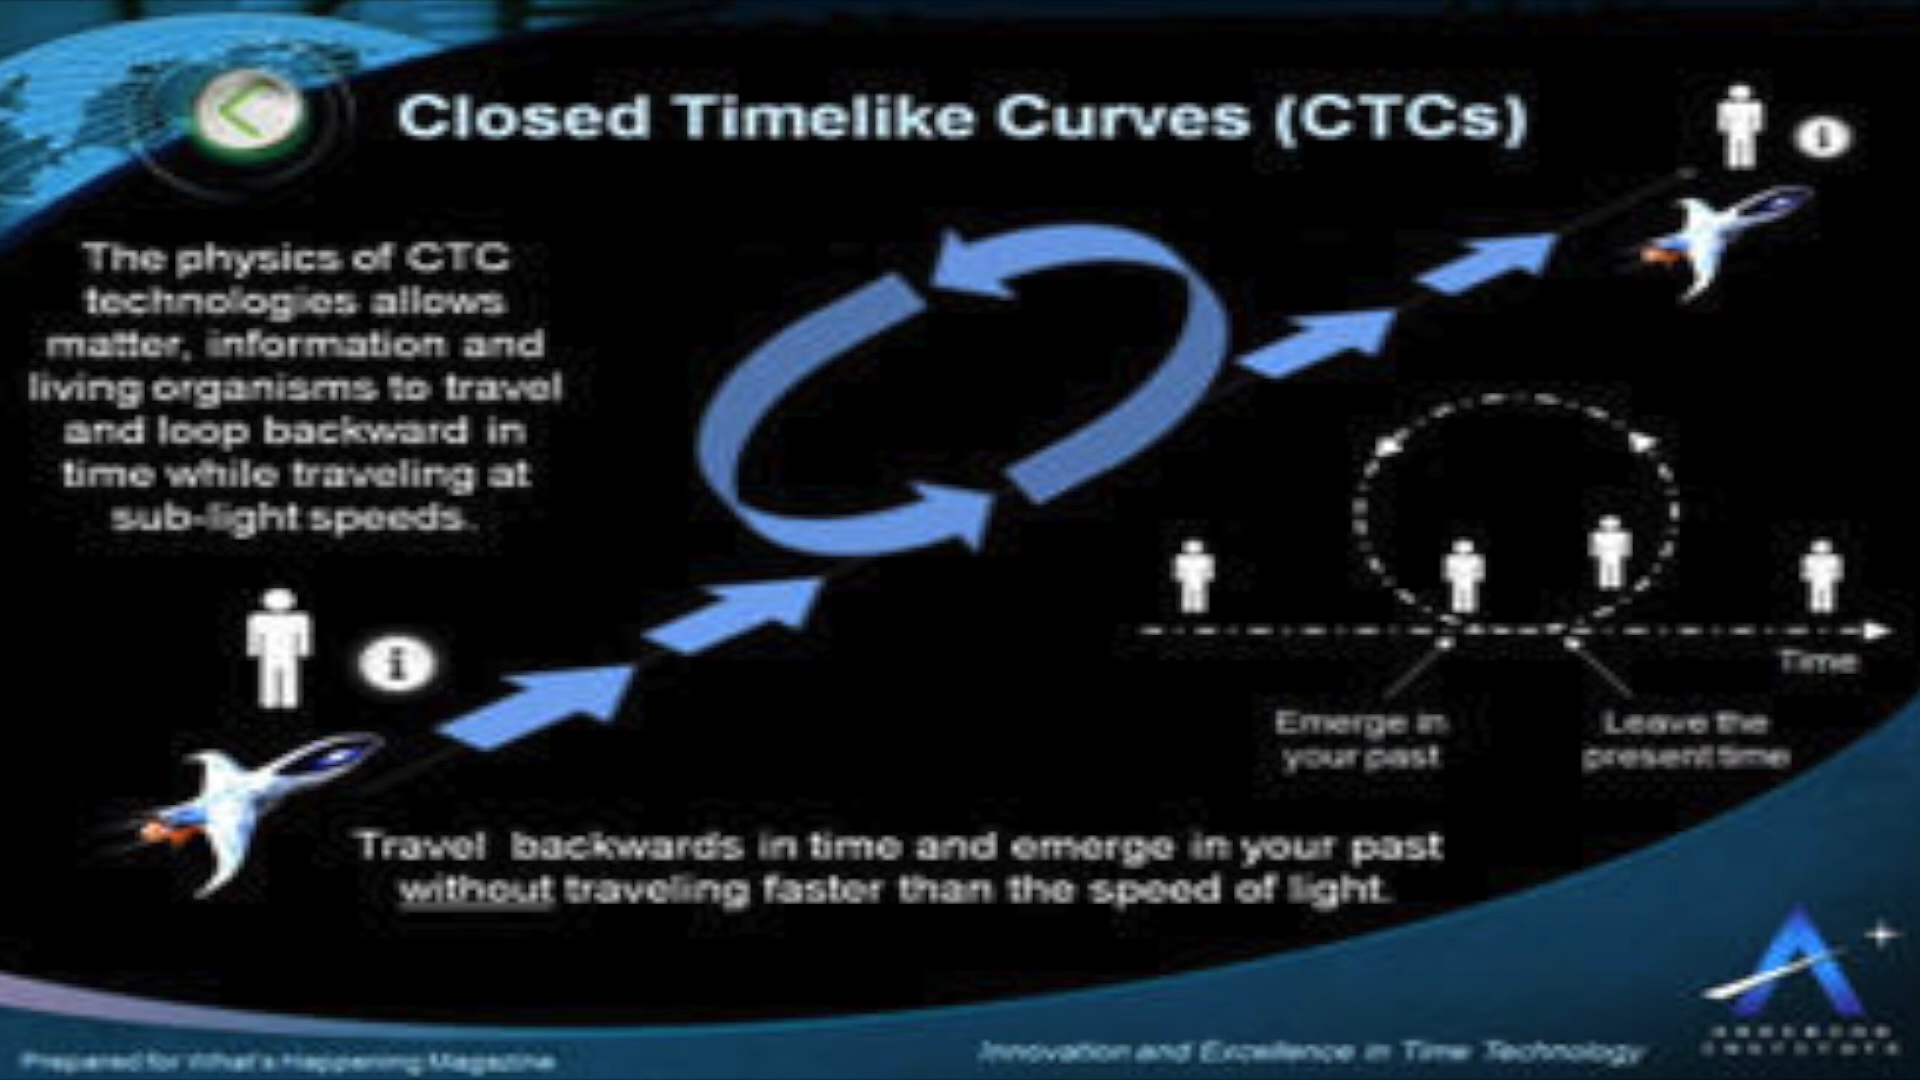 Closed Timelike Curves (CTCs)
The physics of CTC
technologies allows
matter, information and
living organisms to travel
and loop backward in
time while traveling at
sub-light speeds.
i
i
Time
Emerge in
your past
Leave the
present time
Travel backwards in time and emerge in your past
without traveling faster than the speed of light.
Prepared for What's Happening Magazine
Innovation and Excellence in Time Technology
ANDERSON
INSTITUTE